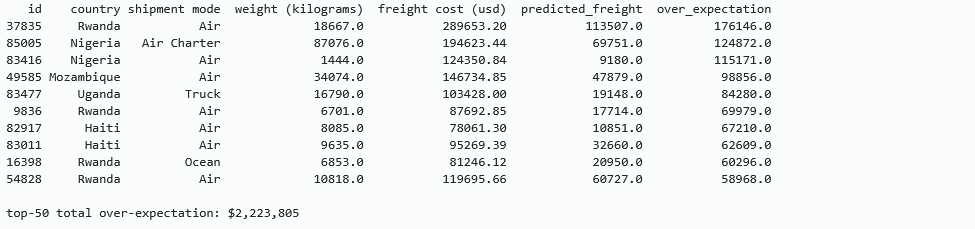 id country shipment mode weight (kilograms) freight cost (usd) predicted_freight over_expectation
37835 Rwanda Air 18667.0 289653.20 113507.0 176146.0
85005 Nigeria Air Charter 87076.0 194623.44 69751.0 124872.0
83416 Nigeria Air 1444.0 124350.84 9180.0 115171.0
49585 Mozambique Air 34074.0 146734.85 47879.0 98856.0
83477 Uganda Truck 16790.0 103428.00 19148.0 84280.0
9836 Rwanda Air 6701.0 87692.85 17714.0 69979.0
82917 Haiti Air 8085.0 78061.30 10851.0 67210.0
83011 Haiti Air 9635.0 95269.39 32660.0 62609.0
16398 Rwanda Ocean 6853.0 81246.12 20950.0 60296.0
54828 Rwanda Air 10818.0 119695.66 60727.0 58968.0
top-50 total over-expectation: $2,223,805